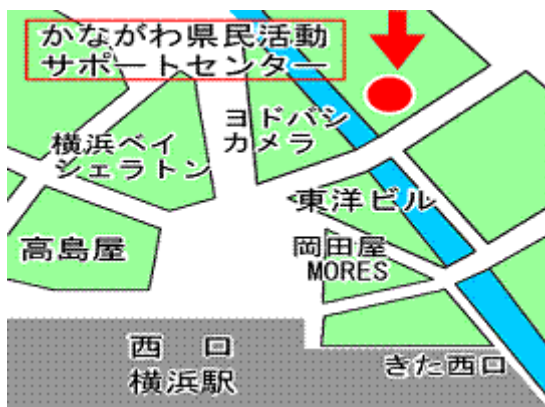 かながわ県民活動
サポートセンター
ヨドバシ
カメラ
横浜ベイ
シェラトン
東洋ビル
高島屋
岡田屋
MORES
西 口
横浜駅
きた西口